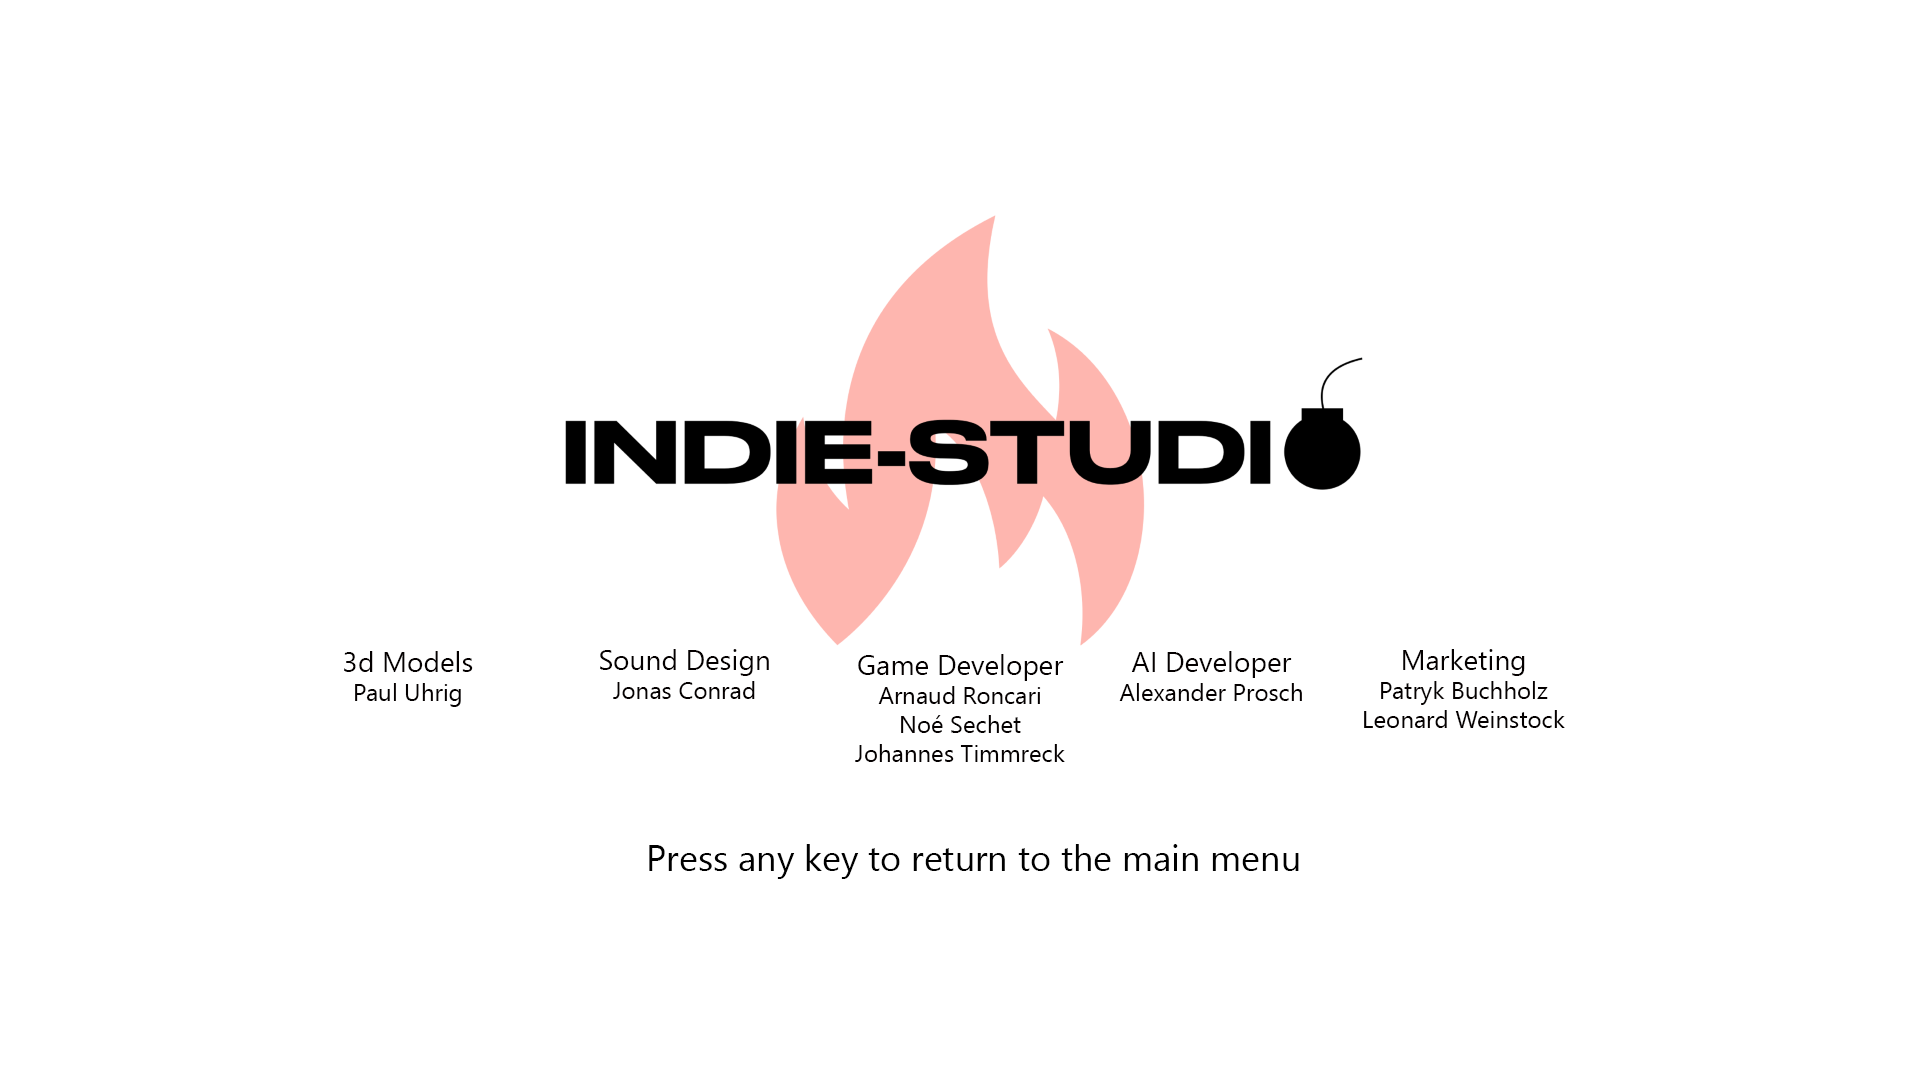 INDIE-STUDIO
3d Models
Paul Uhrig
Sound Design
Jonas Conrad
Game Developer
Arnaud Roncari
Noé Sechet
Johannes Timmreck
AI Developer
Alexander Prosch
Marketing
Patryk Buchholz
Leonard Weinstock
Press any key to return to the main menu